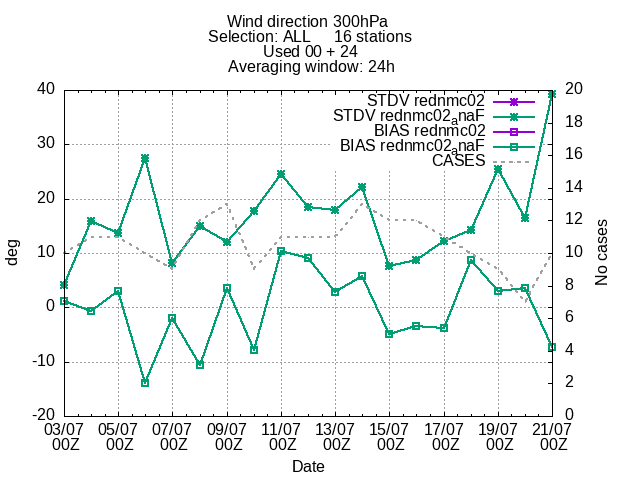 Wind direction 300hPa
Selection: ALL 16 stations
Used 00 + 24
Averaging window: 24h
STDV rednmc02
STDV rednmc02anaF
BIAS rednmc02
BIAS rednmc02anaF
CASES
deg
40
30
20
10
0
-10
-20
No cases
20
18
16
14
12
10
8
6
4
2
0
03/07 05/07 07/07 09/07 11/07 13/07 15/07 17/07 19/07 21/07
00Z 00Z 00Z 00Z 00Z 00Z 00Z 00Z 00Z 00Z
Date